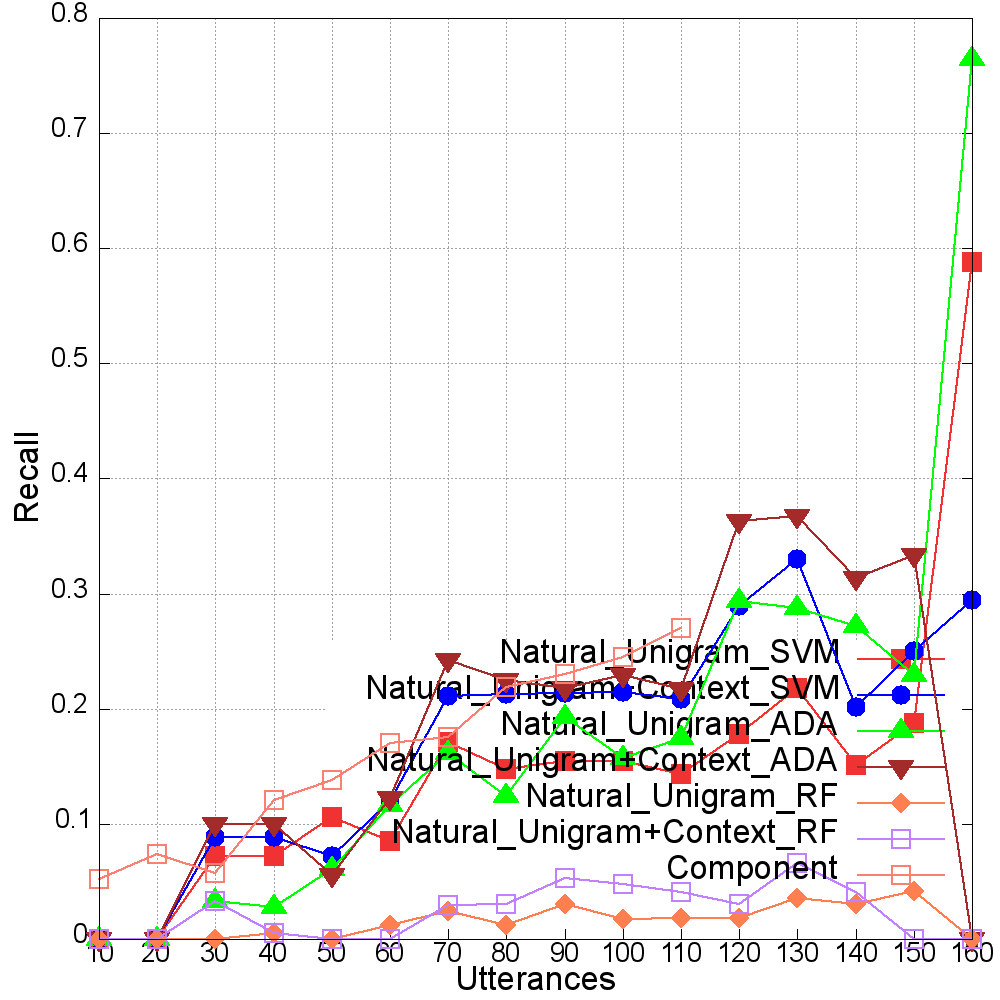 0.8
0.7
0.6
0.5
0.4
0.3
0.2
0.1
0
Recall
Natural_Unigram_SVM
Natural_Unigram+Context_SVM
Natural_Unigram_ADA
Natural_Unigram+Context_ADA
Natural_Unigram_RF
Natural_Unigram+Context_RF
Component
10 20 30 40 50 60 70 80 90 100 110 120 130 140 150 160
Utterances